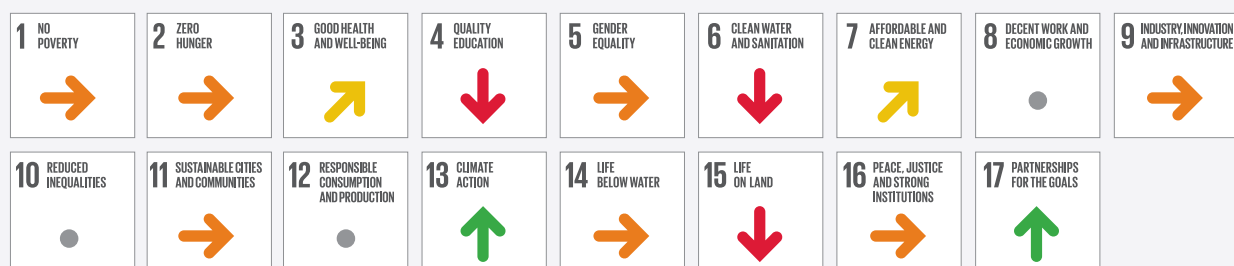 1 NO
POVERTY
2 ZERO
HUNGER
3 GOOD HEALTH
AND WELL-BEING
4 QUALITY
EDUCATION
5 GENDER
EQUALITY
6 CLEAN WATER
AND SANITATION
7 AFFORDABLE AND
CLEAN ENERGY
8 DECENT WORK AND
ECONOMIC GROWTH
9 INDUSTRY, INNOVATION
AND INFRASTRUCTURE
10 REDUCED
INEQUALITIES
11 SUSTAINABLE CITIES
AND COMMUNITIES
12 RESPONSIBLE
CONSUMPTION
AND PRODUCTION
13 CLIMATE
ACTION
14 LIFE
BELOW WATER
15 LIFE
ON LAND
16 PEACE, JUSTICE
AND STRONG
INSTITUTIONS
17 PARTNERSHIPS
FOR THE GOALS